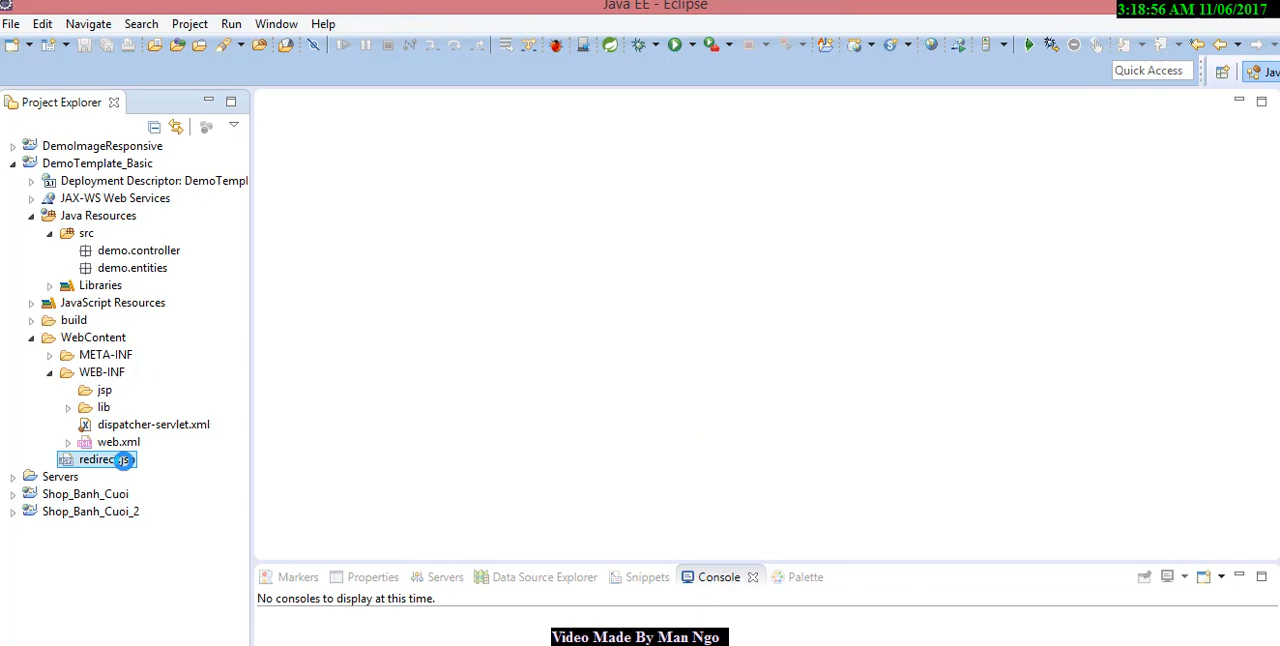 Java EE - Eclipse
3:18:56 AM 11/06/2017
File Edit Navigate Search Project Run Window Help
Quick Access
Jav
Project Explorer
DemoImageResponsive
DemoTemplate_Basic
Deployment Descriptor: DemoTempl
JAX-WS Web Services
Java Resources
src
demo.controller
demo.entities
Libraries
JavaScript Resources
build
WebContent
META-INF
WEB-INF
jsp
lib
dispatcher-servlet.xml
web.xml
redirect.jsp
Servers
Shop_Banh_Cuoi
Shop_Banh_Cuoi_2
Markers Properties Servers Data Source Explorer Snippets Console Palette
No consoles to display at this time.
Video Made By Man Ngo